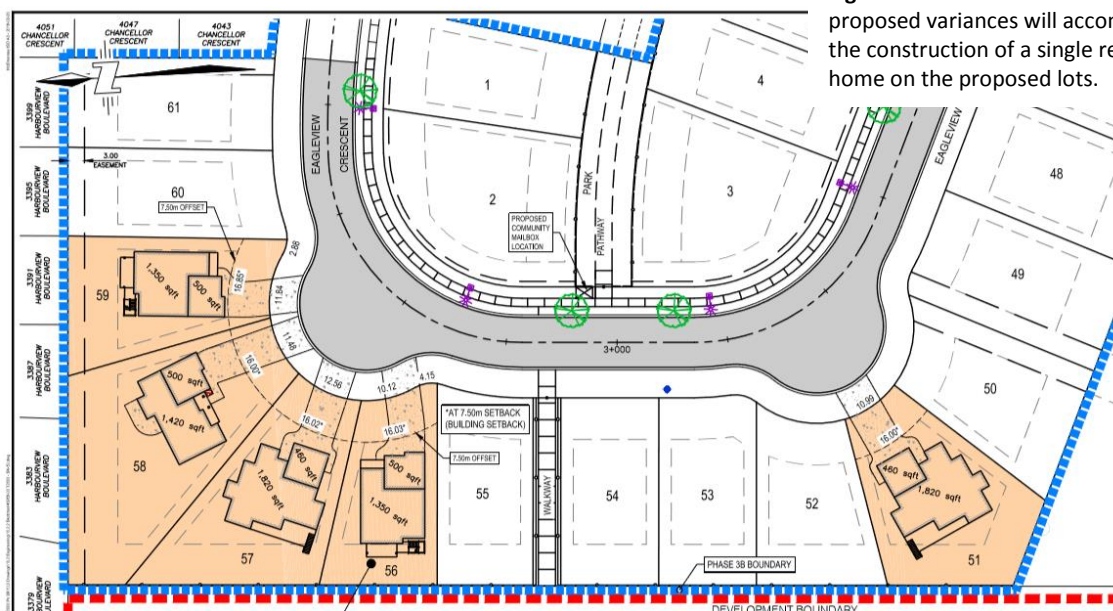 proposed variances will accor
the construction of a single re
home on the proposed lots.
4051
CHANCELLOR
CRESCENT
4047
CHANCELLOR
CRESCENT
4043
CHANCELLOR
CRESCENT
3399
HARBOURVIEW
BOULEVARD
3395
HARBOURVIEW
BOULEVARD
3391
HARBOURVIEW
BOULEVARD
3387
HARBOURVIEW
BOULEVARD
3383
HARBOURVIEW
BOULEVARD
3379
61
3.00
EASEMENT
60
7.50m OFFSET
EAGLEVIEW
CRESCENT
1
2
PARK
PATHWAY
PROPOSED
COMMUNITY
MAILBOX
LOCATION
3
4
EAGLEVIEW
48
49
50
59
1,350 sqft
500 sqft
16.85*
2.88
11.84
11.48
16.00*
12.56
10.12
4.15
16.02*
16.03*
3+000
*AT 7.50m SETBACK
(BUILDING SETBACK)
7.50m OFFSET
500 sqft
1,420 sqft
58
460 sqft
1,820 sqft
57
500 sqft
1,350 sqft
56
55
WALKWAY
54
53
52
10.99
16.00*
460 sqft
1,820 sqft
51
PHASE 3B BOUNDARY
DEVELOPMENT BOUNDARY